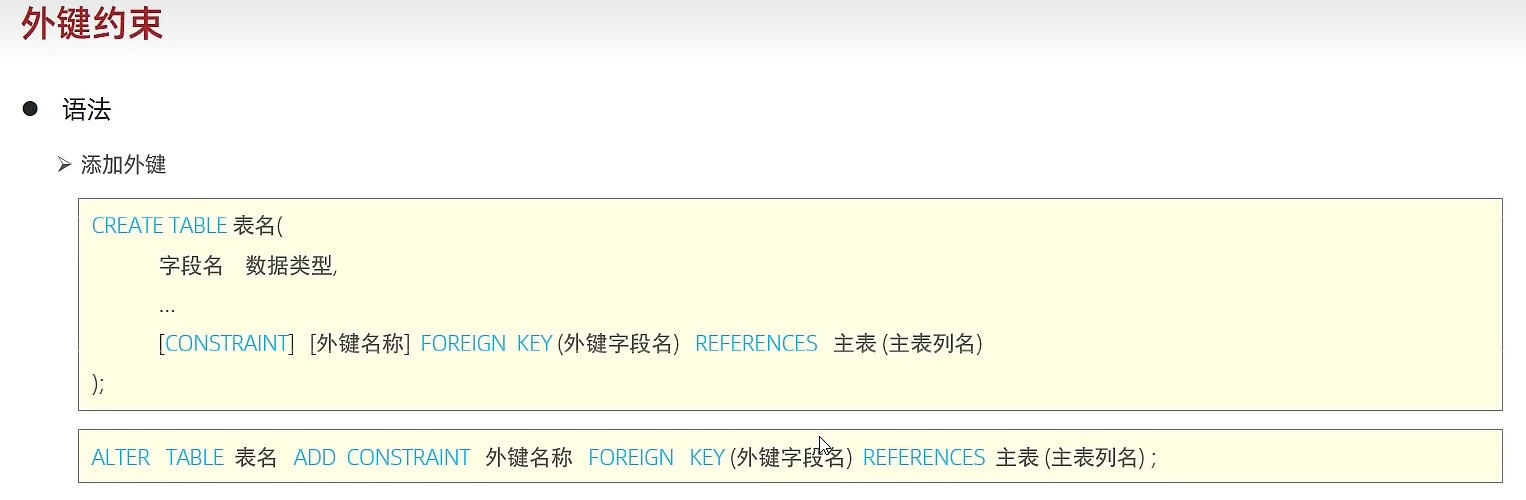 外键约束
● 语法
➢ 添加外键
CREATE TABLE 表名(
字段名 数据类型,
...
[CONSTRAINT] [外键名称] FOREIGN KEY (外键字段名) REFERENCES 主表 (主表列名)
);
ALTER TABLE 表名 ADD CONSTRAINT 外键名称 FOREIGN KEY (外键字段名) REFERENCES 主表 (主表列名) ;